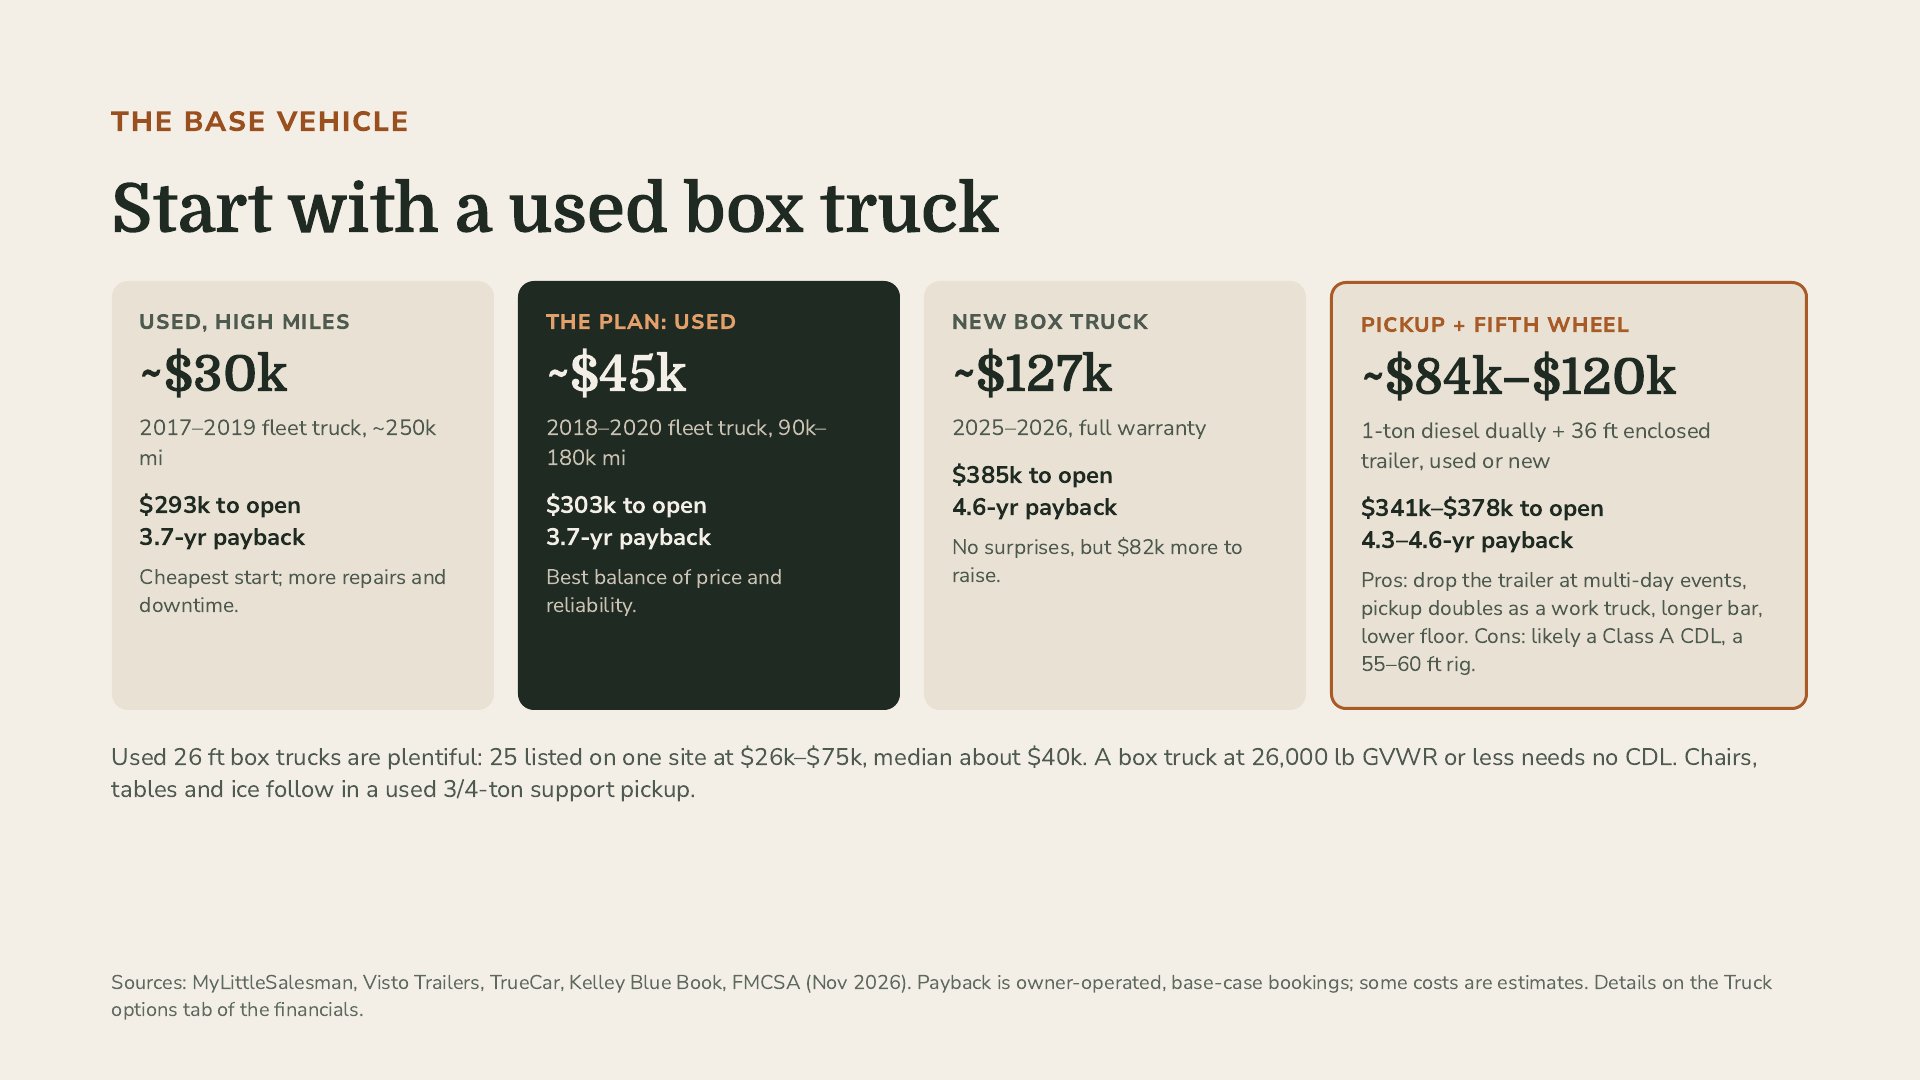 THE BASE VEHICLE
Start with a used box truck
USED, HIGH MILES
~$30k
2017–2019 fleet truck, ~250k
mi
$293k to open
3.7-yr payback
Cheapest start; more repairs and
downtime.
THE PLAN: USED
~$45k
2018–2020 fleet truck, 90k–
180k mi
$303k to open
3.7-yr payback
Best balance of price and
reliability.
NEW BOX TRUCK
~$127k
2025–2026, full warranty
$385k to open
4.6-yr payback
No surprises, but $82k more to
raise.
PICKUP + FIFTH WHEEL
~$84k–$120k
1-ton diesel dually + 36 ft enclosed
trailer, used or new
$341k–$378k to open
4.3–4.6-yr payback
Pros: drop the trailer at multi-day events,
pickup doubles as a work truck, longer bar,
lower floor. Cons: likely a Class A CDL, a
55–60 ft rig.
Used 26 ft box trucks are plentiful: 25 listed on one site at $26k–$75k, median about $40k. A box truck at 26,000 lb GVWR or less needs no CDL. Chairs,
tables and ice follow in a used 3/4-ton support pickup.
Sources: MyLittleSalesman, Visto Trailers, TrueCar, Kelley Blue Book, FMCSA (Nov 2026). Payback is owner-operated, base-case bookings; some costs are estimates. Details on the Truck
options tab of the financials.